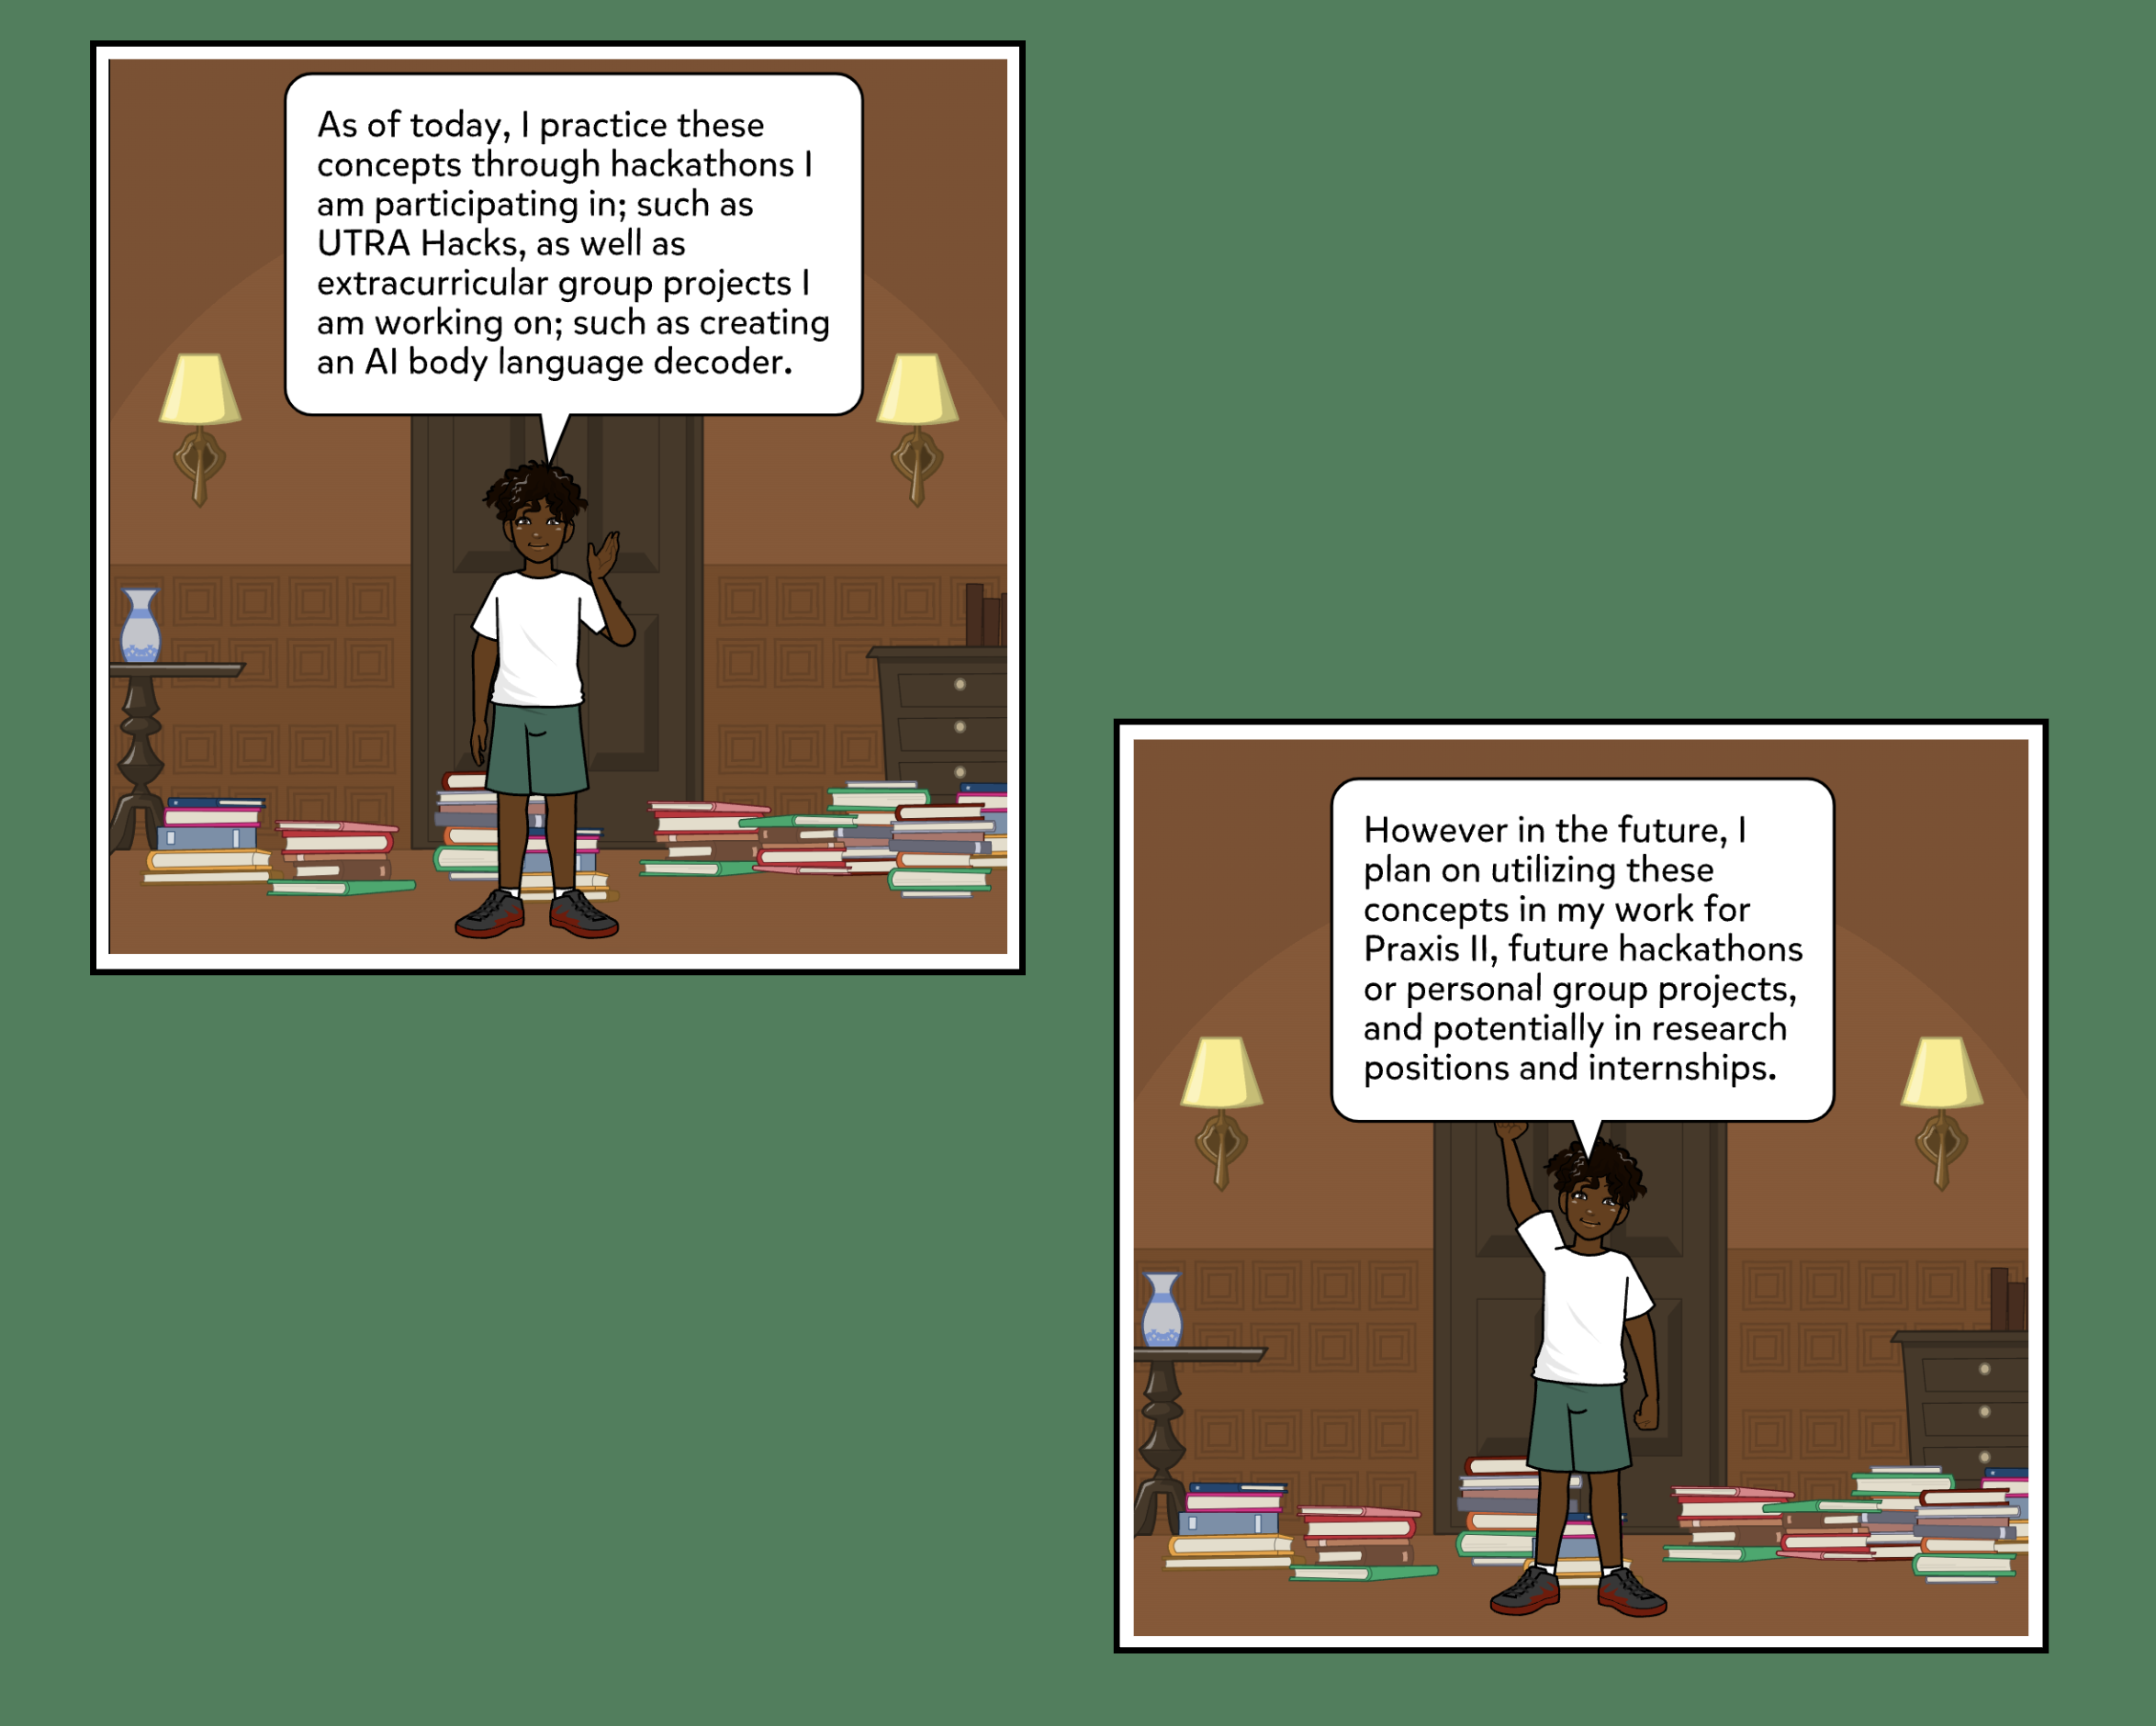 As of today, I practice these
concepts through hackathons I
am participating in; such as
UTRA Hacks, as well as
extracurricular group projects I
am working on; such as creating
an AI body language decoder.
However in the future, I
plan on utilizing these
concepts in my work for
Praxis II, future hackathons
or personal group projects,
and potentially in research
positions and internships.